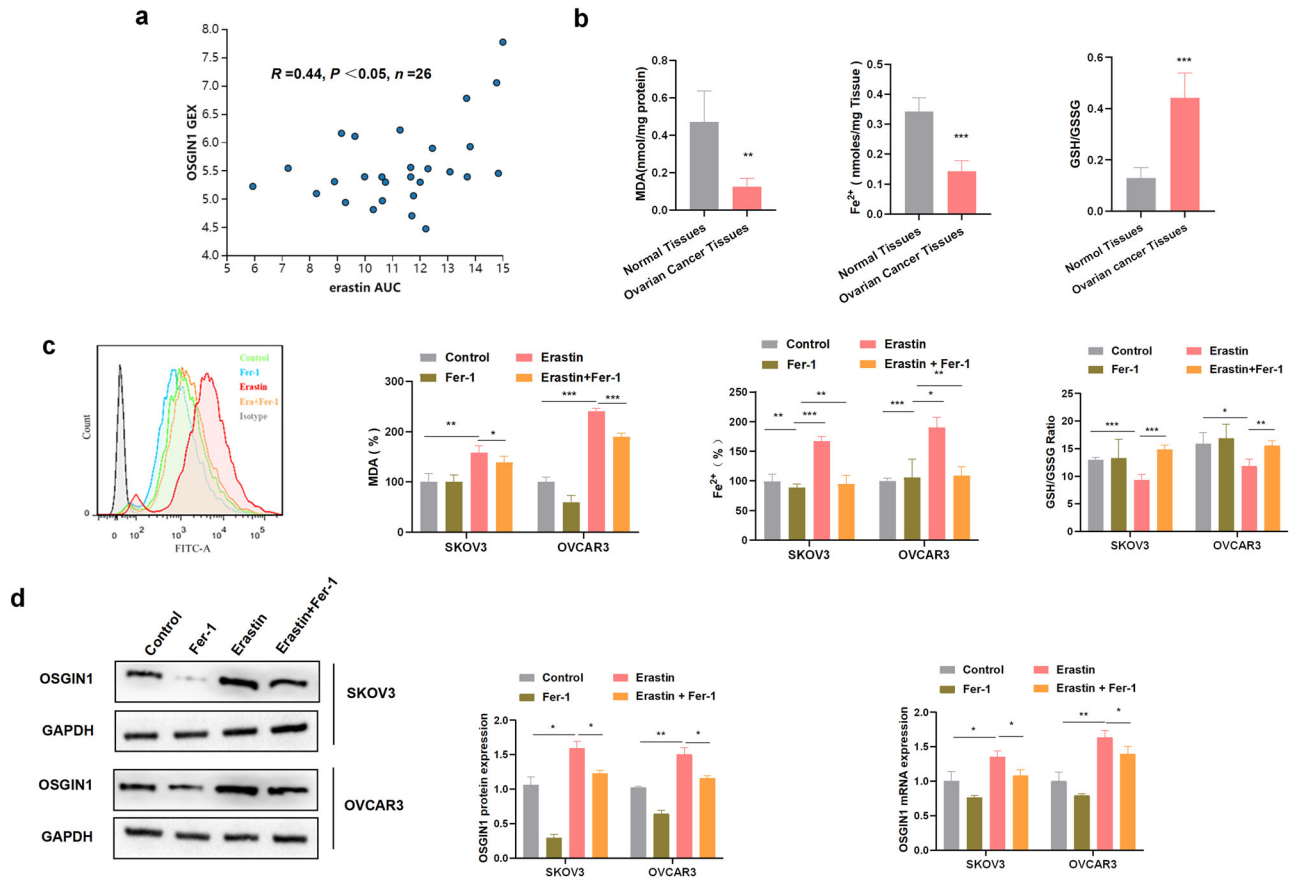 a
8.0
7.5
7.0
6.5
6.0
5.5
5.0
4.5
4.0
OSGIN1 GEX
R =0.44, P <0.05, n =26
5 6 7 8 9 10 11 12 13 14 15
erastin AUC
b
MDA(nmol/mg protein)
0.8
0.6
0.4
0.2
0.0
**
Normal Tissues
Ovarian Cancer Tissues
Fe2+ ( nmoles/mg Tissue )
0.5
0.4
0.3
0.2
0.1
0.0
***
Normal Tissues
Ovarian Cancer Tissues
GSH/GSSG
0.6
0.4
0.2
0.0
***
Normal Tissues
Ovarian cancer Tissues
c
Control
Fer-1
Erastin
Era+Fer-1
Isotype
Count
0
0 102 103 104 105
FITC-A
Control Erastin
Fer-1 Erastin+Fer-1
MDA ( % )
300
200
100
0
** * *** ***
SKOV3 OVCAR3
Control Erastin
Fer-1 Erastin + Fer-1
Fe2+ ( % )
250
200
150
100
50
0
** *** ** *** * **
SKOV3 OVCAR3
Control Erastin
Fer-1 Erastin+Fer-1
GSH/GSSG Ratio
25
20
15
10
5
0
*** *** * **
SKOV3 OVCAR3
d
Control Fer-1 Erastin Erastin+Fer-1
OSGIN1
GAPDH
SKOV3
OSGIN1
GAPDH
OVCAR3
Control Erastin
Fer-1 Erastin + Fer-1
OSGIN1 protein expression
2.0
1.5
1.0
0.5
0.0
* * ** *
SKOV3 OVCAR3
Control Erastin
Fer-1 Erastin + Fer-1
OSGIN1 mRNA expression
2.0
1.5
1.0
0.5
0.0
* * ** *
SKOV3 OVCAR3